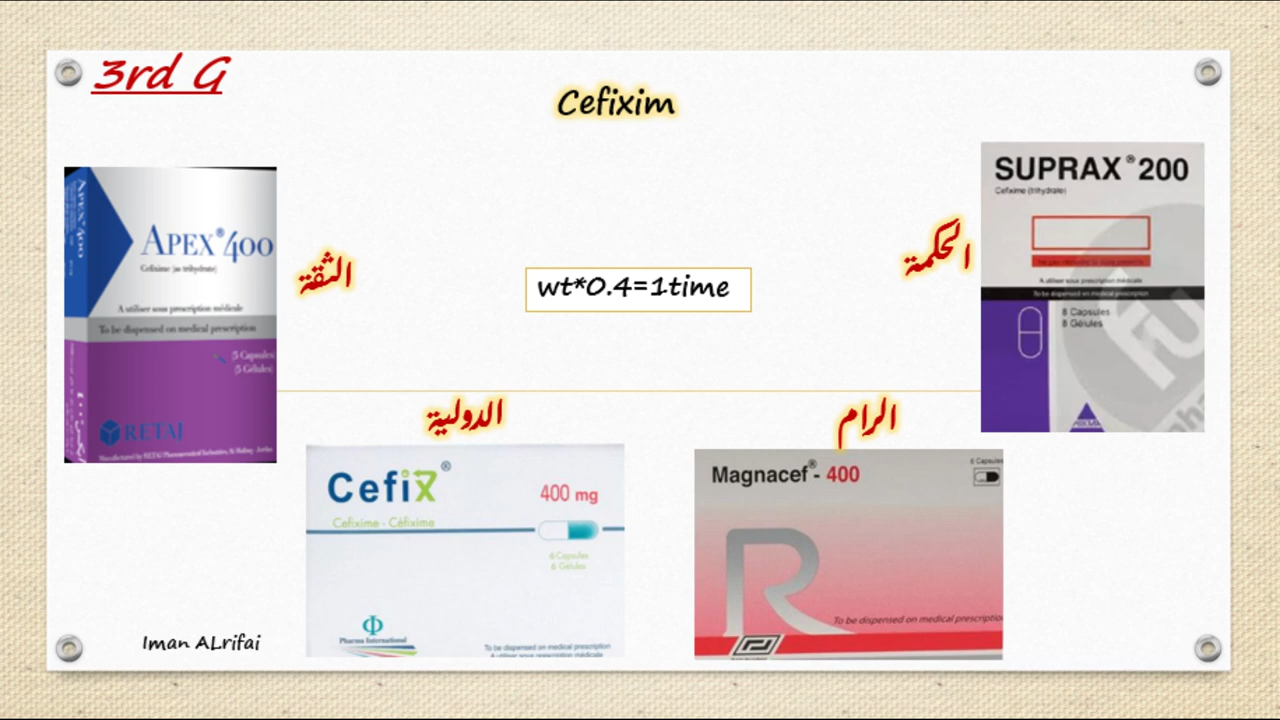 3rd G
Cefixim
APEX® 400
Cefixime (as trihydrate)
A utiliser sous prescription médicale
To be dispensed on medical prescription
(5 Capsules)
(5 Gélules)
RETAJ
الثقة
wt*0.4=1time
الحكمة
SUPRAX® 200
Cefixime (trihydrate)
A utiliser sous prescription médicale
To be dispensed on medical prescription
8 Capsules
8 Gélules
الدولية
الرام
Cefix®
400 mg
Cefixime - Céfixime
6 Capsules
6 Gélules
Pharma International
To be dispensed on medical prescription
A utiliser sous prescription médicale
Magnacef® - 400
6 Capsules
R
To be dispensed on medical prescriptio
Iman ALrifai